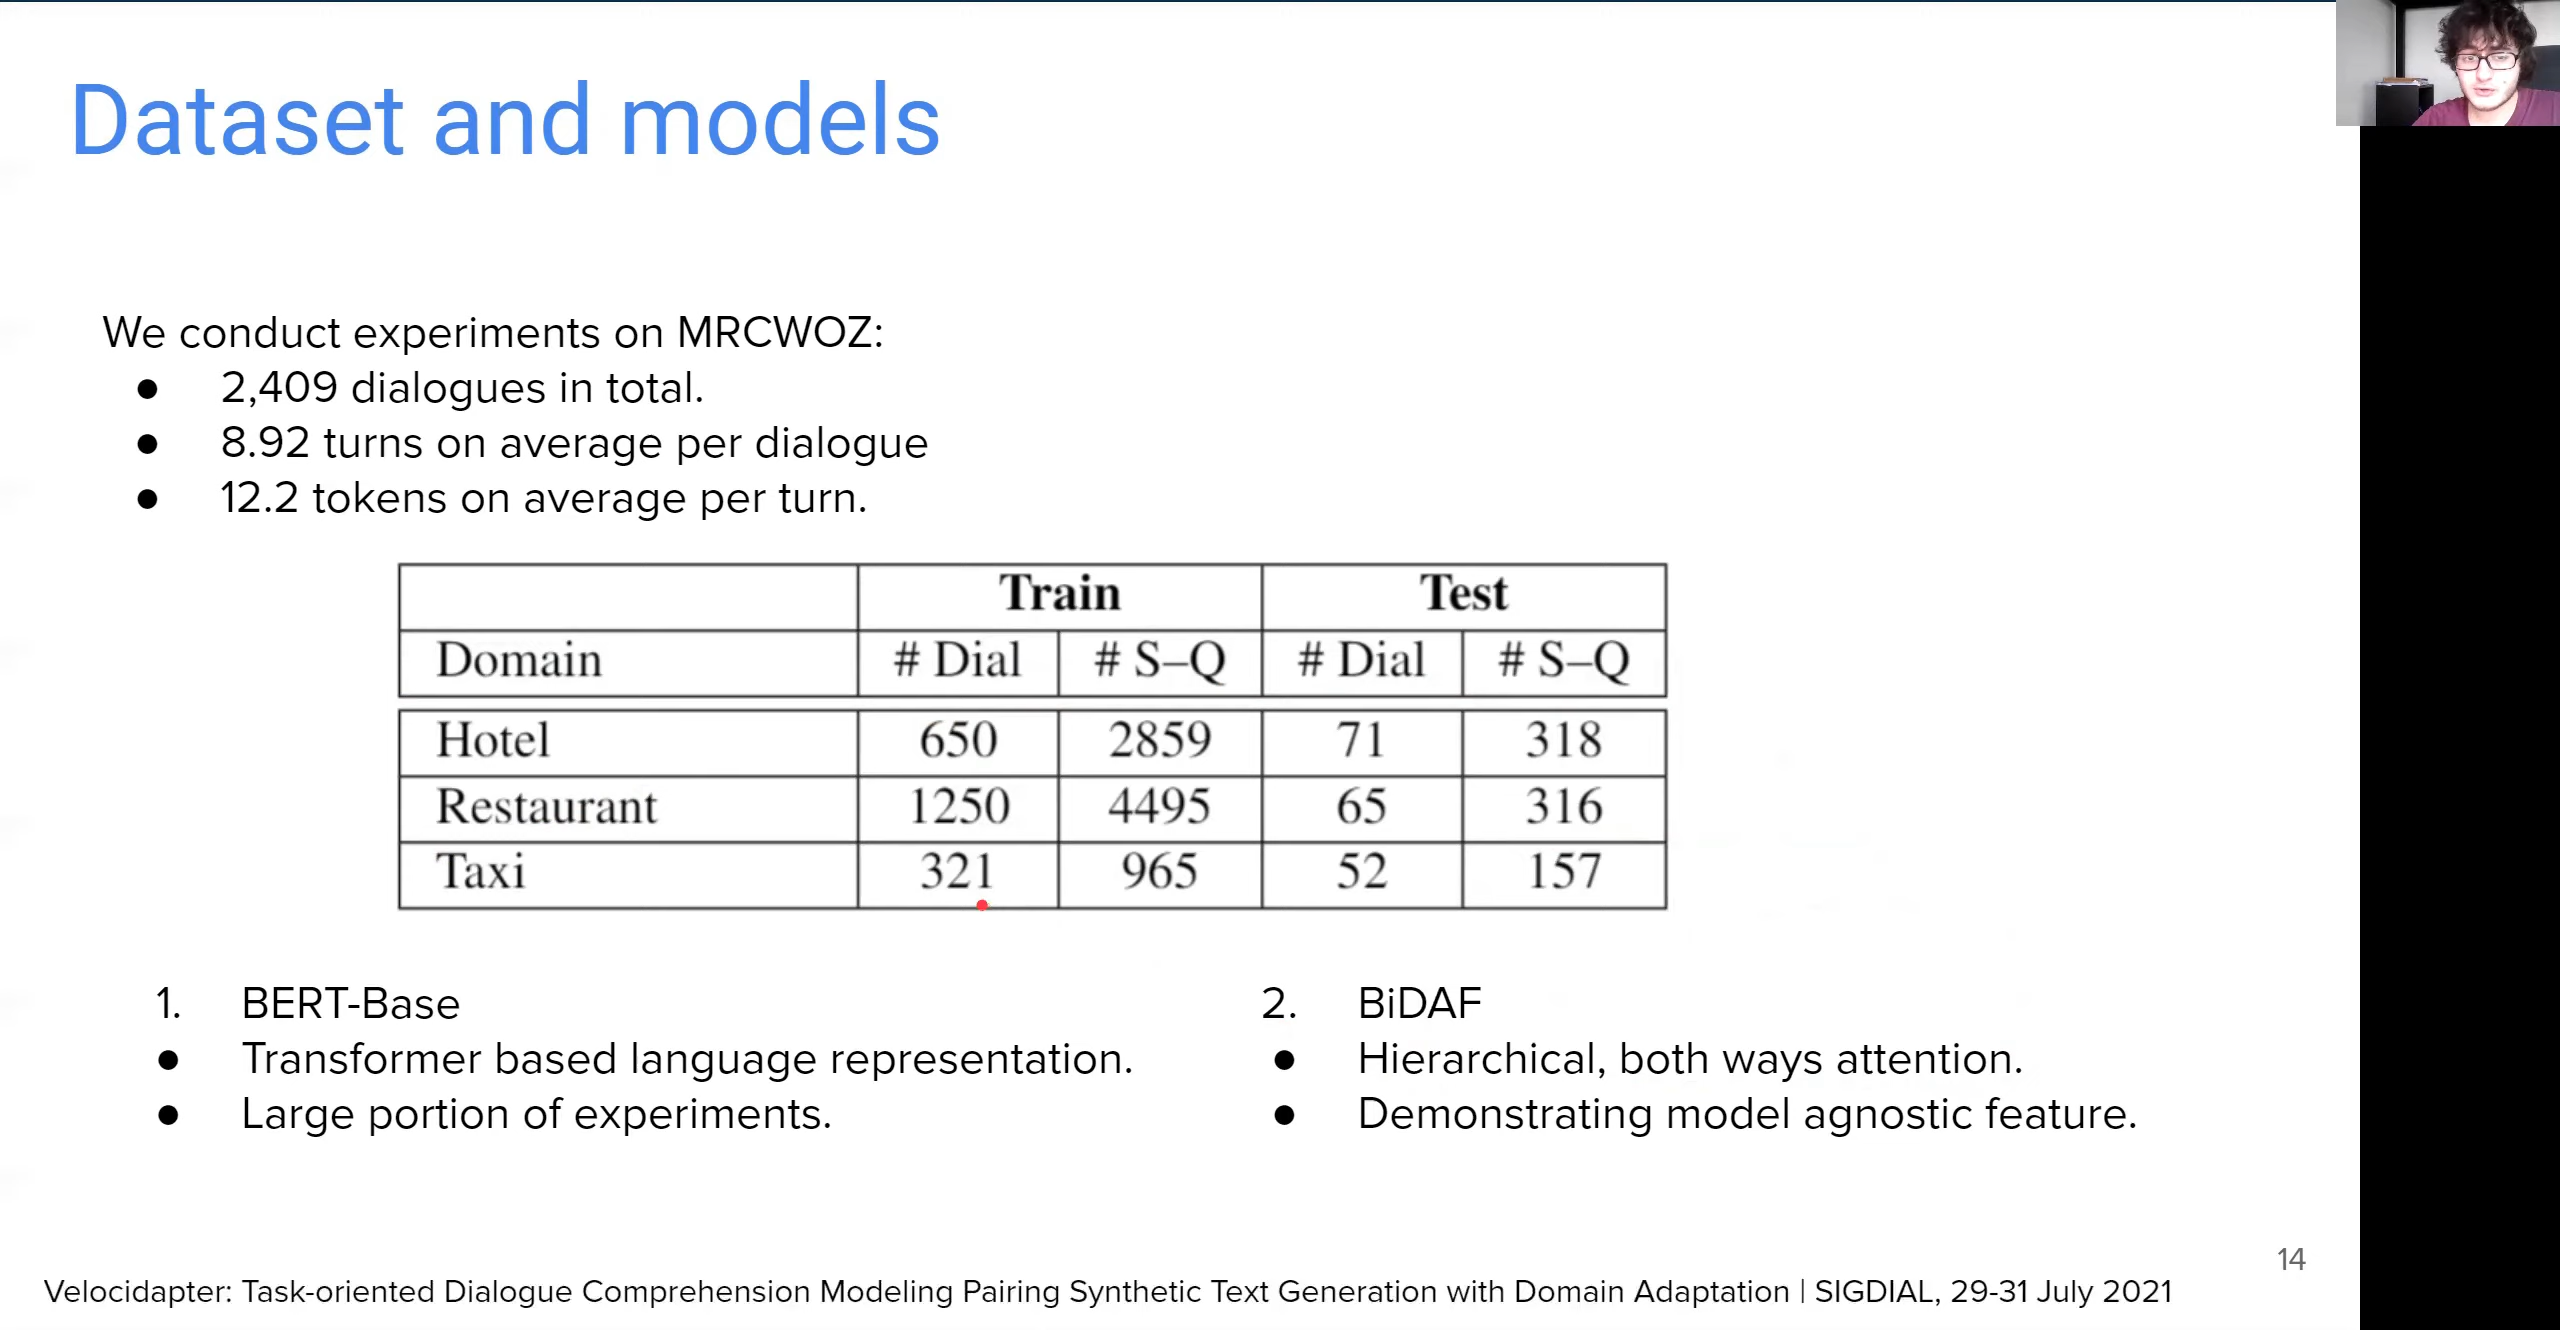 Dataset and models
We conduct experiments on MRCWOZ:
● 2,409 dialogues in total.
● 8.92 turns on average per dialogue
● 12.2 tokens on average per turn.
Train Test
Domain # Dial # S–Q # Dial # S–Q
Hotel 650 2859 71 318
Restaurant 1250 4495 65 316
Taxi 321 965 52 157
1. BERT-Base
● Transformer based language representation.
● Large portion of experiments.
2. BiDAF
● Hierarchical, both ways attention.
● Demonstrating model agnostic feature.
14
Velocidapter: Task-oriented Dialogue Comprehension Modeling Pairing Synthetic Text Generation with Domain Adaptation | SIGDIAL, 29-31 July 2021